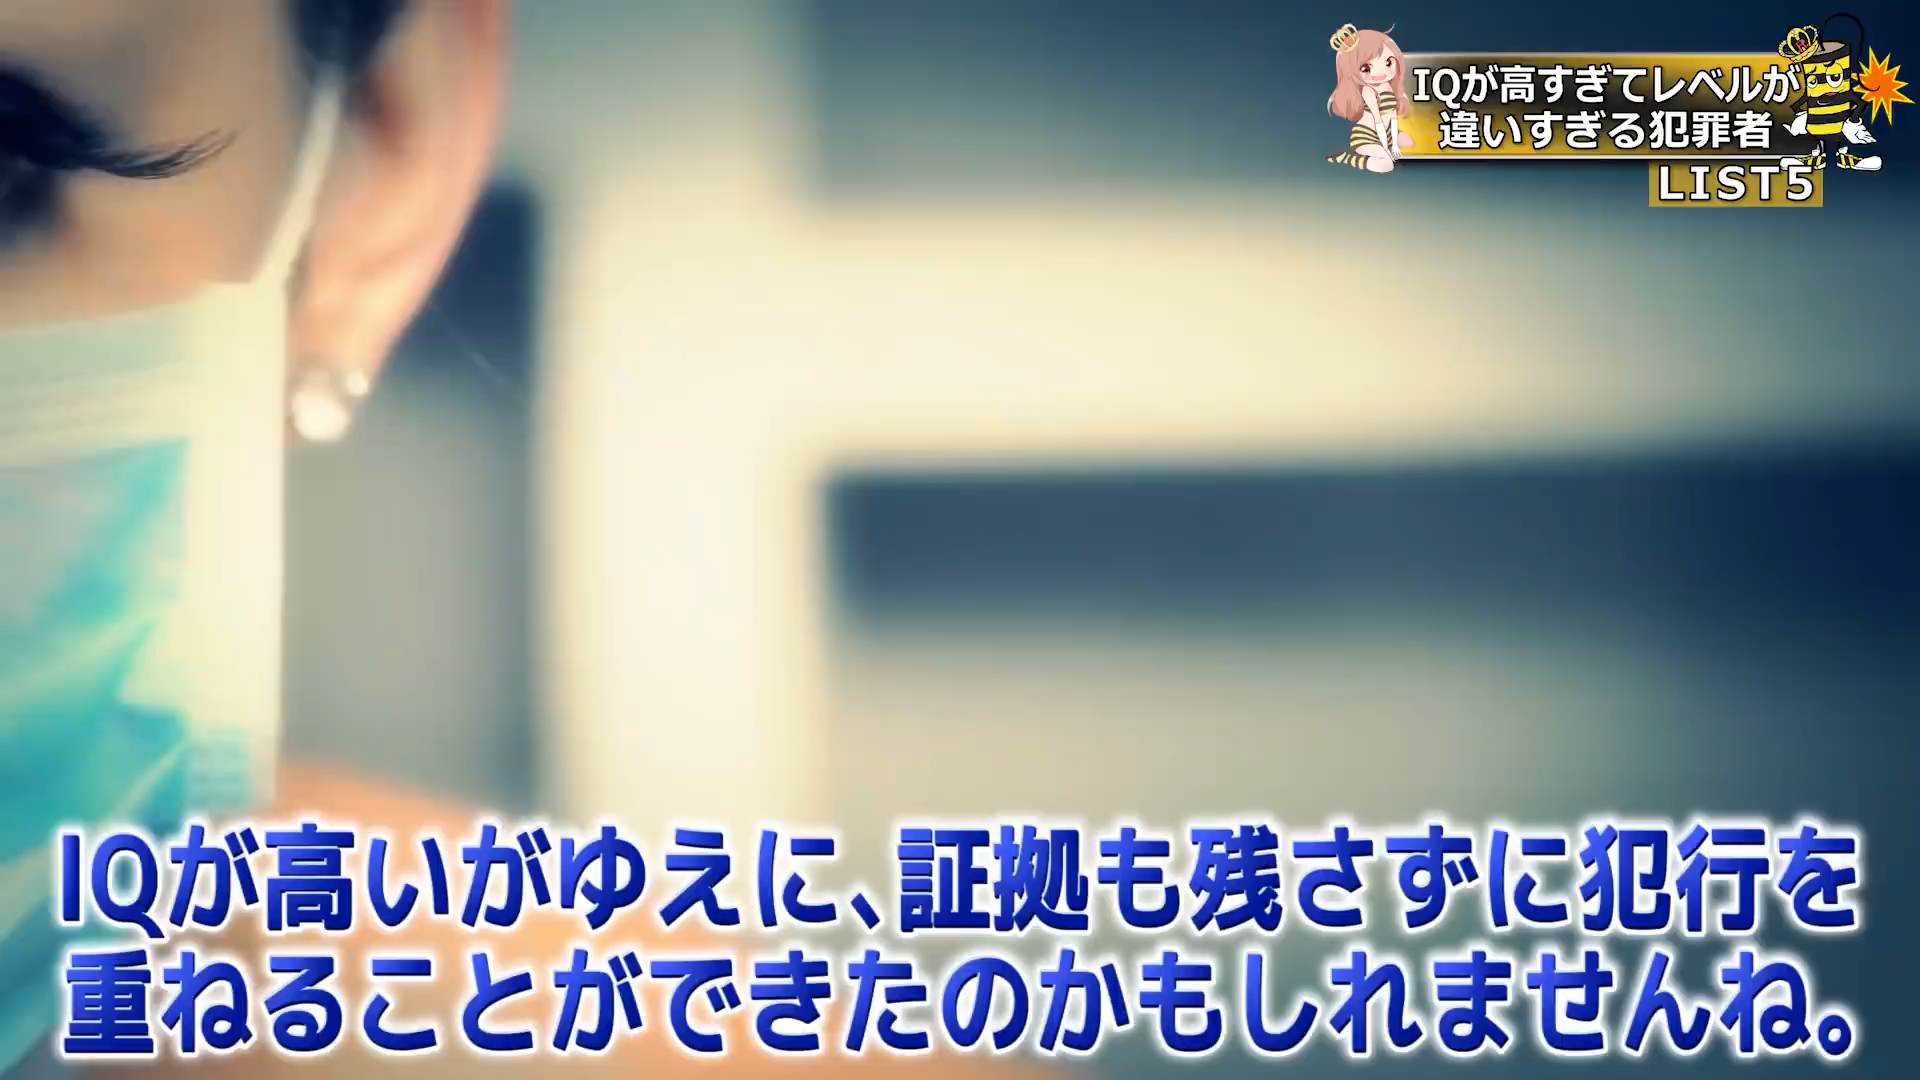 IQが高すぎてレベルが
違いすぎる犯罪者
LIST5
IQが高いがゆえに、証拠も残さずに犯行を
重ねることができたのかもしれませんね。